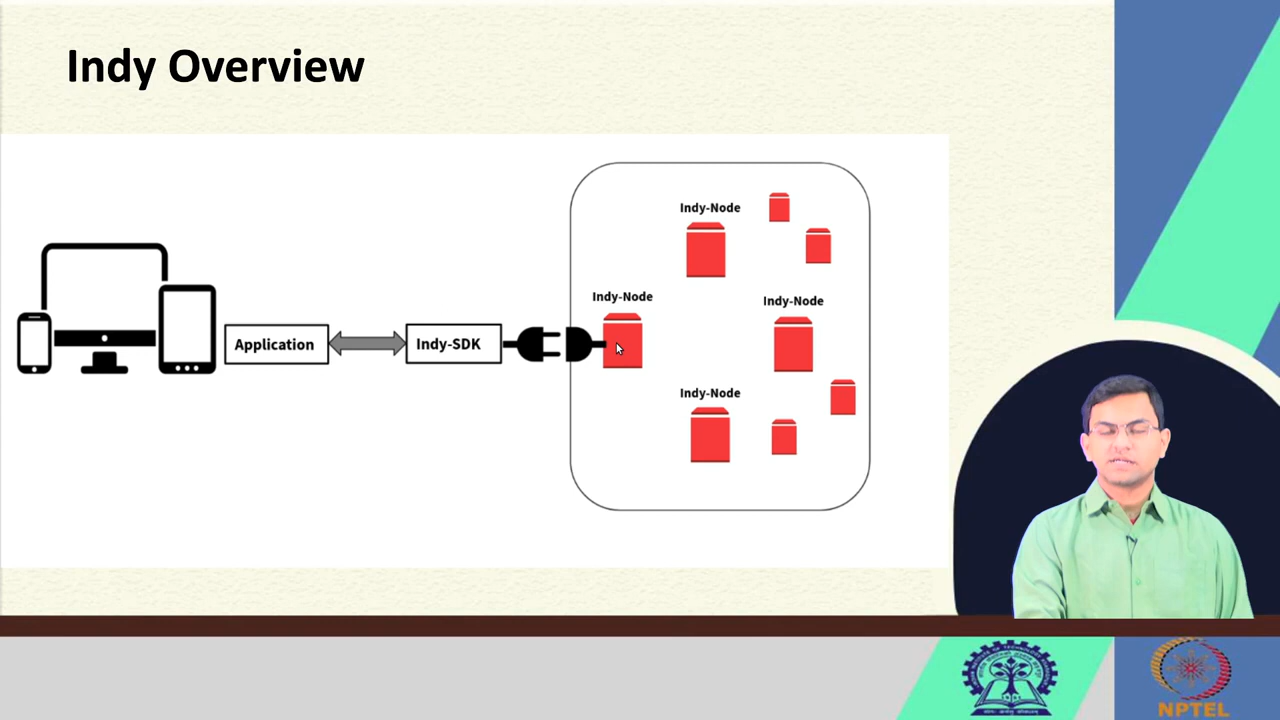 Indy Overview
Indy-Node
Indy-Node
Indy-Node
Application
Indy-SDK
Indy-Node
NPTEL